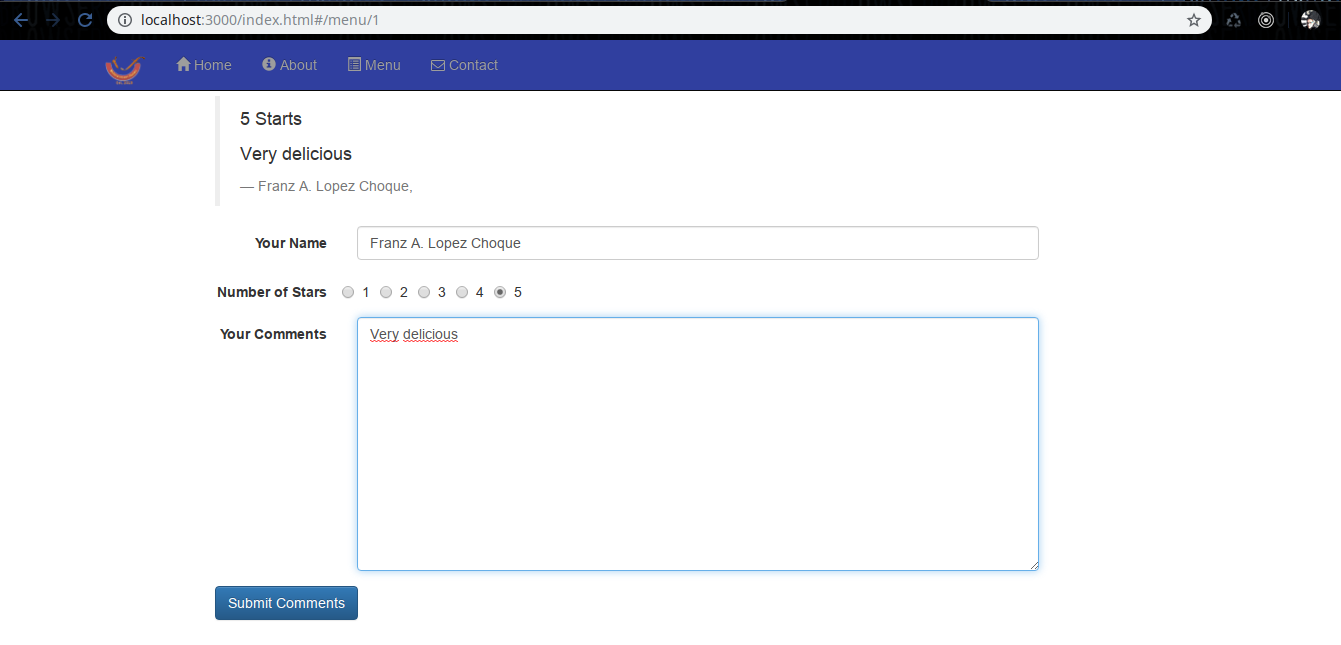 localhost:3000/index.html#/menu/1
Home About Menu Contact
5 Starts
Very delicious
— Franz A. Lopez Choque,
Your Name Franz A. Lopez Choque
Number of Stars 1 2 3 4 5
Your Comments Very delicious
Submit Comments